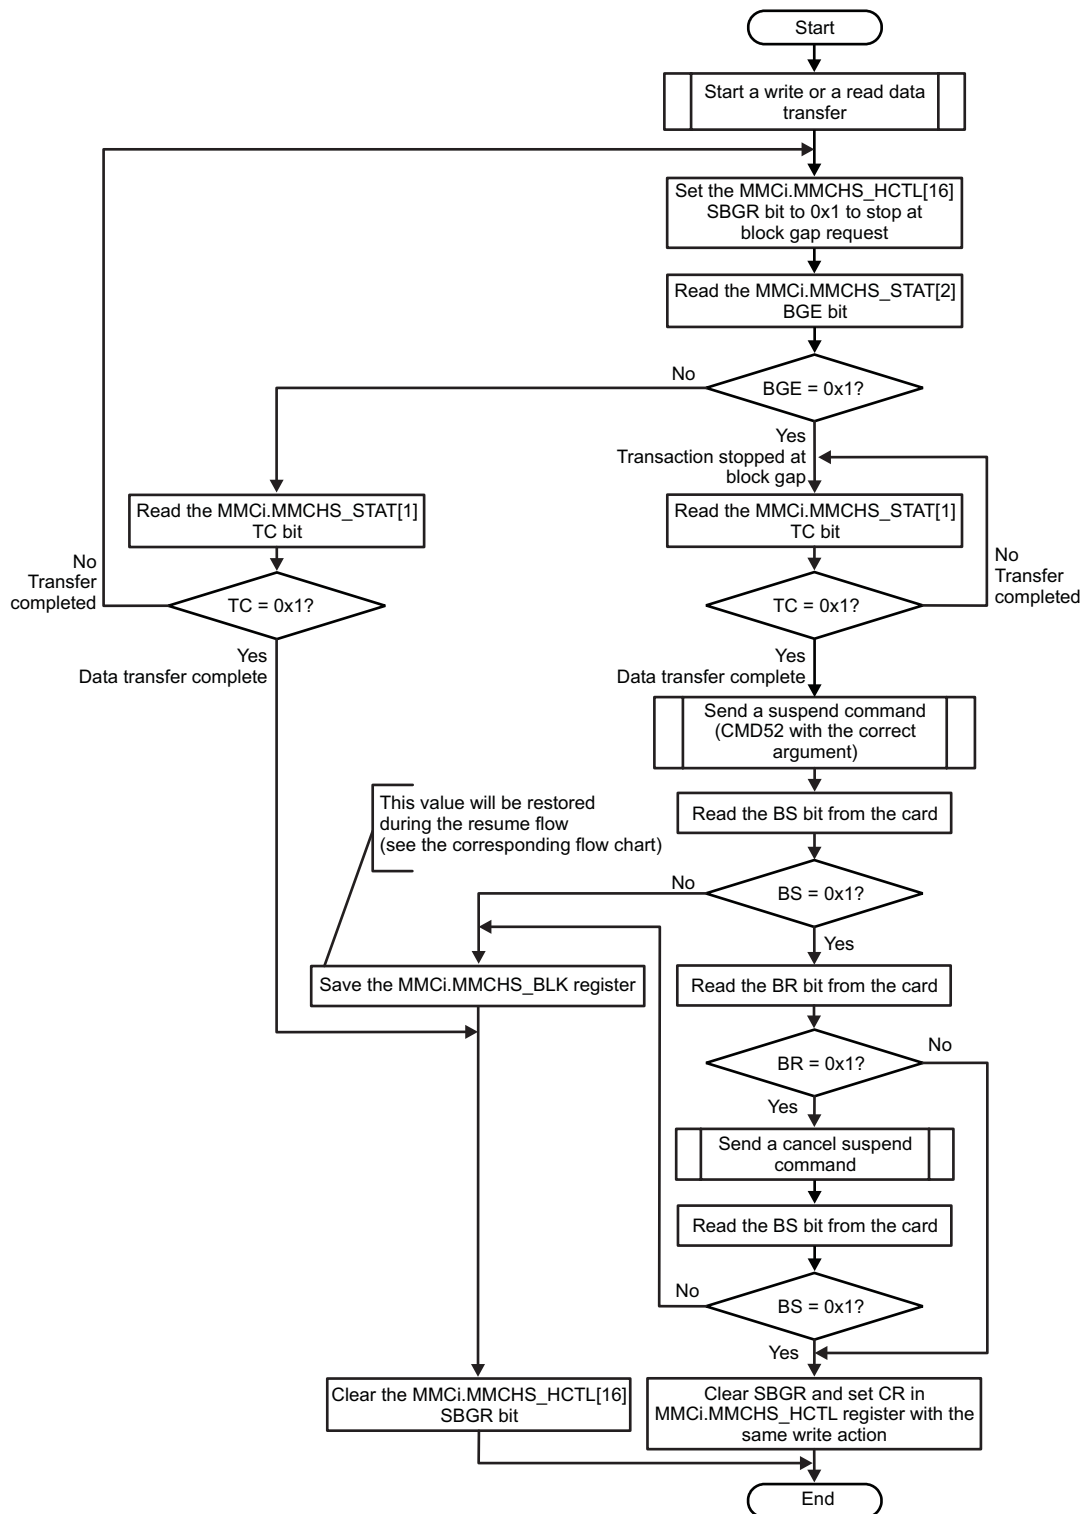 Start
Start a write or a read data
transfer
Set the MMCi.MMCHS_HCTL[16]
SBGR bit to 0x1 to stop at
block gap request
Read the MMCi.MMCHS_STAT[2]
BGE bit
No
BGE = 0x1?
Yes
Transaction stopped at
block gap
Read the MMCi.MMCHS_STAT[1]
TC bit
Read the MMCi.MMCHS_STAT[1]
TC bit
No
Transfer
completed
TC = 0x1?
TC = 0x1?
No
Transfer
completed
Yes
Data transfer complete
Yes
Data transfer complete
Send a suspend command
(CMD52 with the correct
argument)
This value will be restored
during the resume flow
(see the corresponding flow chart)
Read the BS bit from the card
No
BS = 0x1?
Yes
Save the MMCi.MMCHS_BLK register
Read the BR bit from the card
BR = 0x1?
No
Yes
Send a cancel suspend
command
Read the BS bit from the card
No
BS = 0x1?
Yes
Clear the MMCi.MMCHS_HCTL[16]
SBGR bit
Clear SBGR and set CR in
MMCi.MMCHS_HCTL register with the
same write action
End